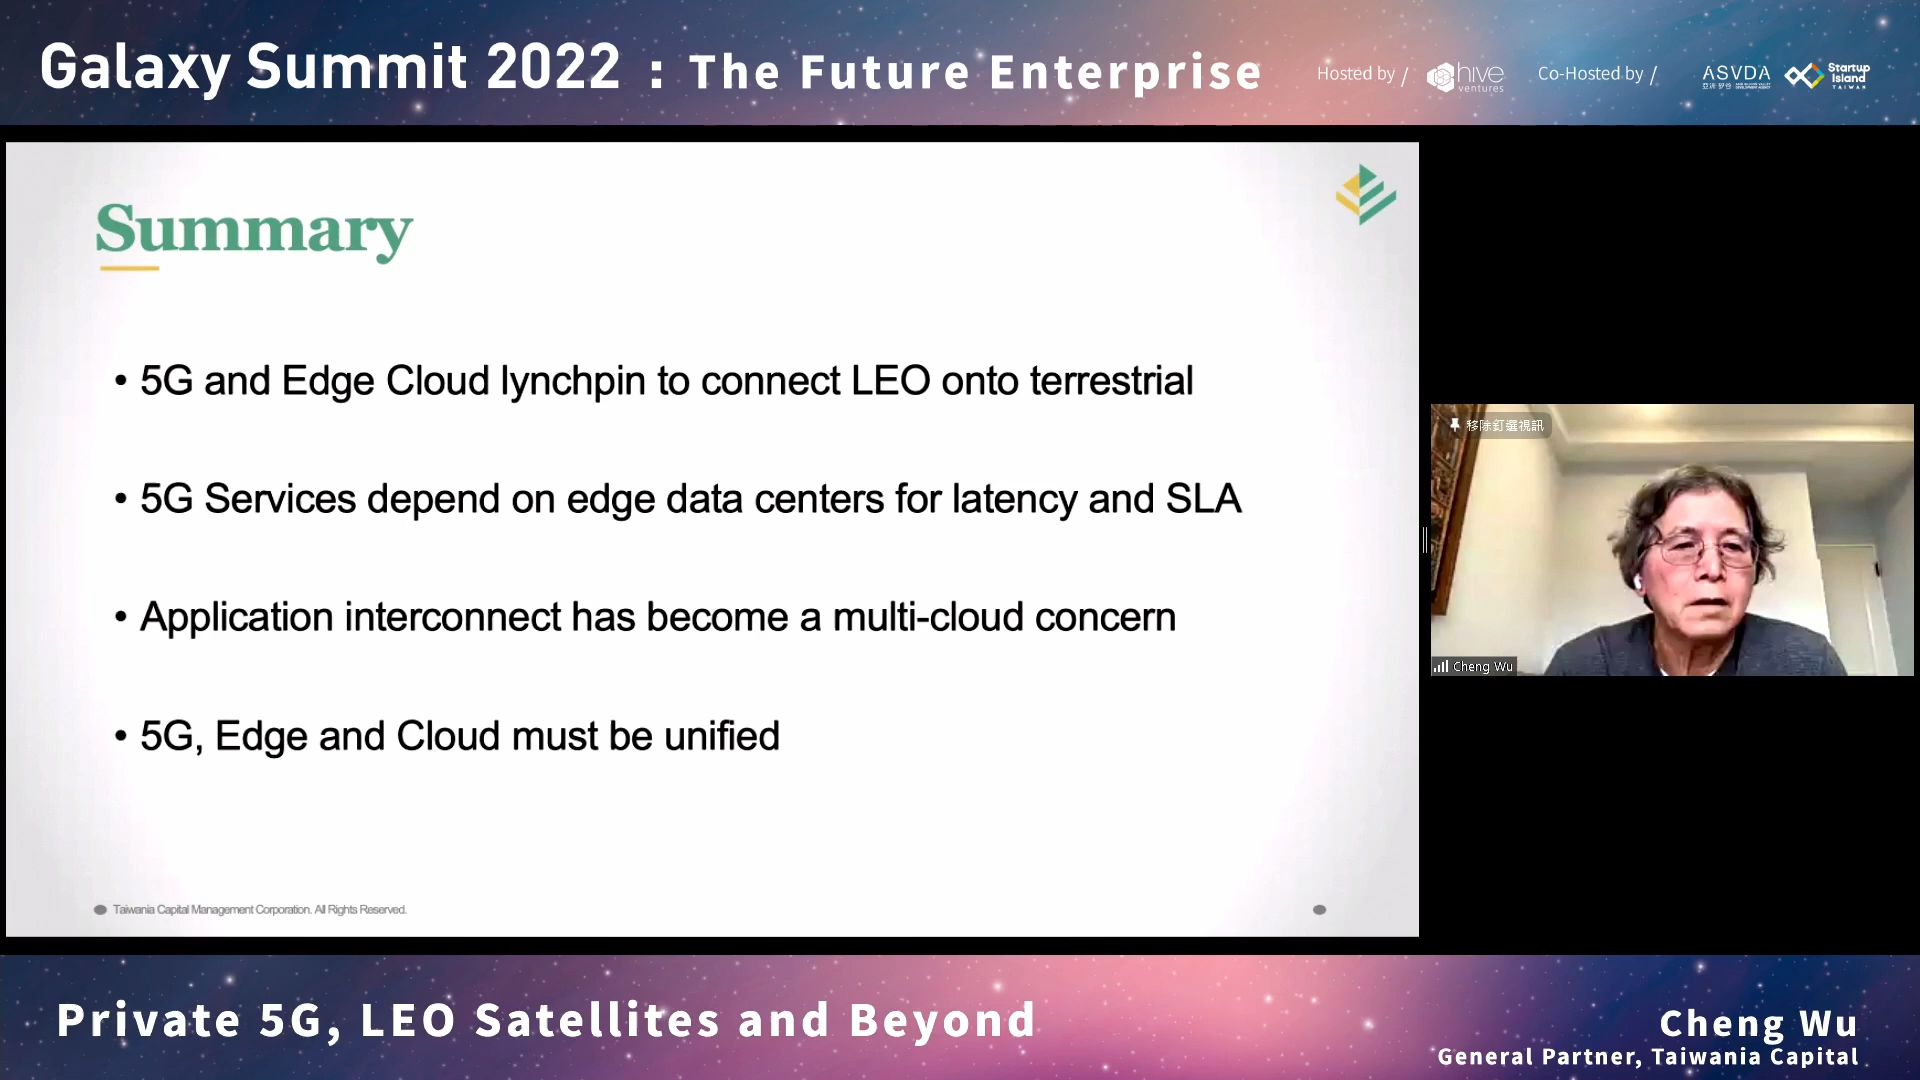 Galaxy Summit 2022 : The Future Enterprise
Hosted by /
hive
ventures
Co-Hosted by /
ASVDA
Startup
Island
TAIWAN
Summary
• 5G and Edge Cloud lynchpin to connect LEO onto terrestrial
• 5G Services depend on edge data centers for latency and SLA
• Application interconnect has become a multi-cloud concern
• 5G, Edge and Cloud must be unified
Taiwania Capital Management Corporation. All Rights Reserved.
移除釘選視訊
Cheng Wu
Private 5G, LEO Satellites and Beyond
Cheng Wu
General Partner, Taiwania Capital